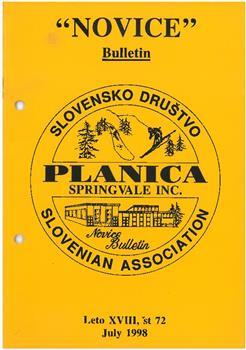 “NOVICE”
Bulletin
SLOVENSKO DRUŠTVO
PLANICA
SPRINGVALE INC.
Novice
Bulletin
SLOVENIAN ASSOCIATION
Leto XVIII, št 72
July 1998